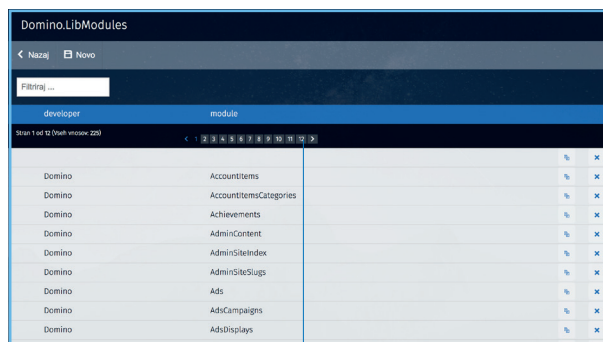 Domino.LibModules
Nazaj Novo
Filtriraj ...
developer module
Stran 1 od 12 (Vseh vnosov: 225) < 1 2 3 4 5 6 7 8 9 10 11 12 >
Domino AccountItems
Domino AccountItemsCategories
Domino Achievements
Domino AdminContent
Domino AdminSiteIndex
Domino AdminSiteSlugs
Domino Ads
Domino AdsCampaigns
Domino AdsDisplays